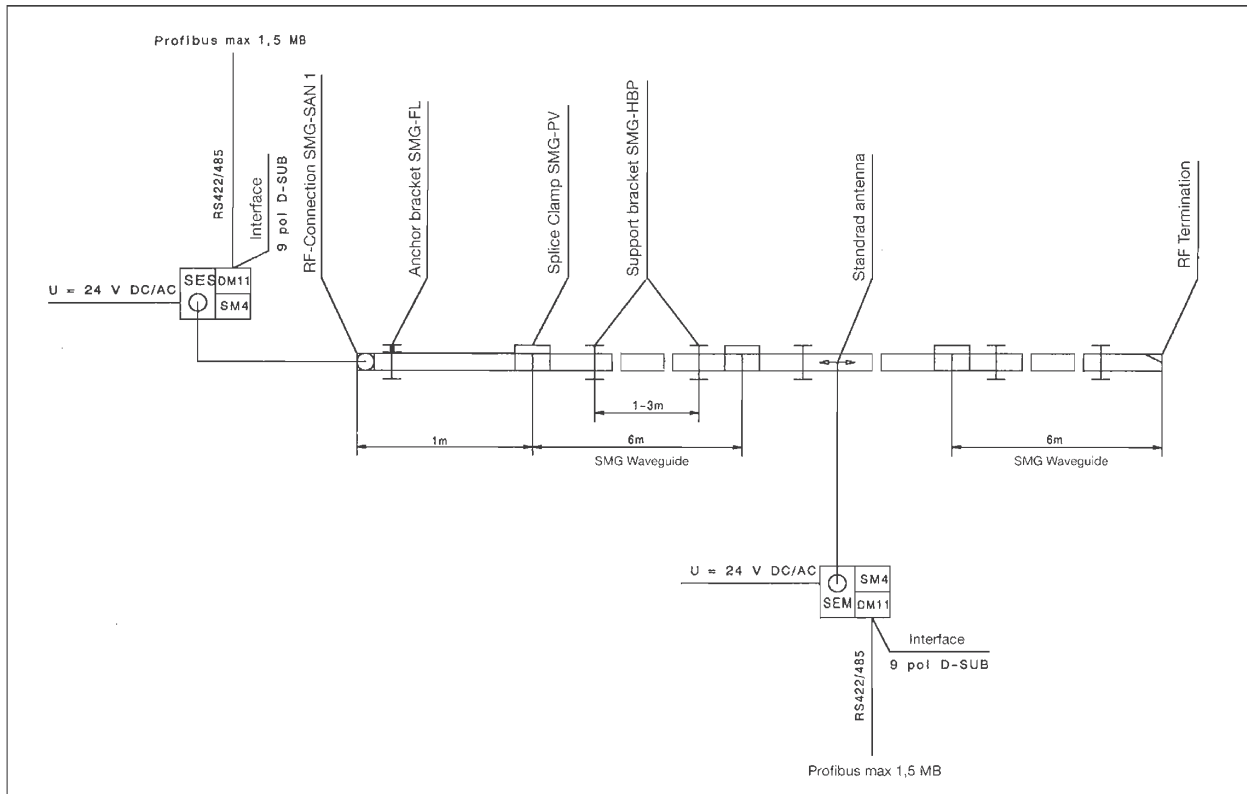 Profibus max 1,5 MB
RS422/485
Interface
9 pol D-SUB
RF-Connection SMG-SAN 1
Anchor bracket SMG-FL
Splice Clamp SMG-PV
Support bracket SMG-HBP
Standrad antenna
RF Termination
U = 24 V DC/AC
SES
DM11
SM4
1-3m
1m
6m
6m
SMG Waveguide
SMG Waveguide
U = 24 V DC/AC
SM4
SEM
DM11
Interface
9 pol D-SUB
RS422/485
Profibus max 1,5 MB